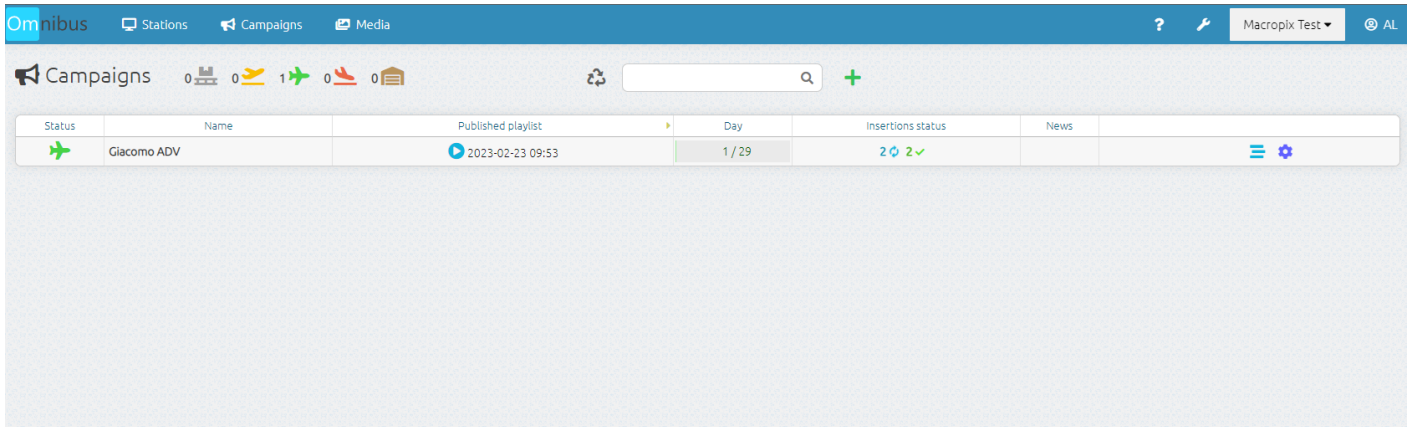 Omnibus Stations Campaigns Media ? Macropix Test AL
Campaigns 0 0 1 0 0
Status Name Published playlist Day Insertions status News
Giacomo ADV 2023-02-23 09:53 1 / 29 2 2